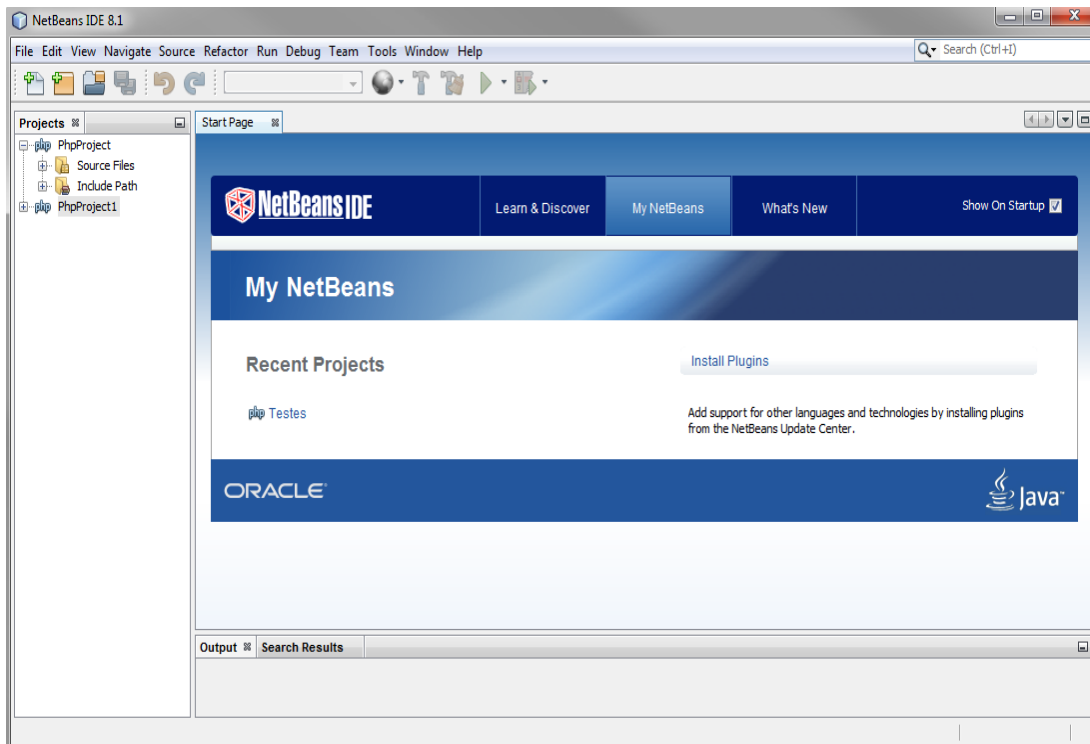 NetBeans IDE 8.1
File Edit View Navigate Source Refactor Run Debug Team Tools Window Help
Search (Ctrl+I)
Projects
Start Page
php PhpProject
Source Files
Include Path
php PhpProject1
NetBeans IDE
Learn & Discover
My NetBeans
What's New
Show On Startup
My NetBeans
Recent Projects
Install Plugins
php Testes
Add support for other languages and technologies by installing plugins
from the NetBeans Update Center.
ORACLE
Java
Output
Search Results